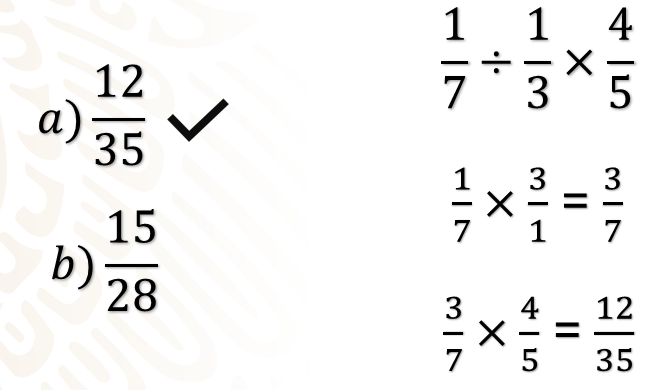 a) 12/35 ✓
b) 15/28
1/7 ÷ 1/3 × 4/5
1/7 × 3/1 = 3/7
3/7 × 4/5 = 12/35